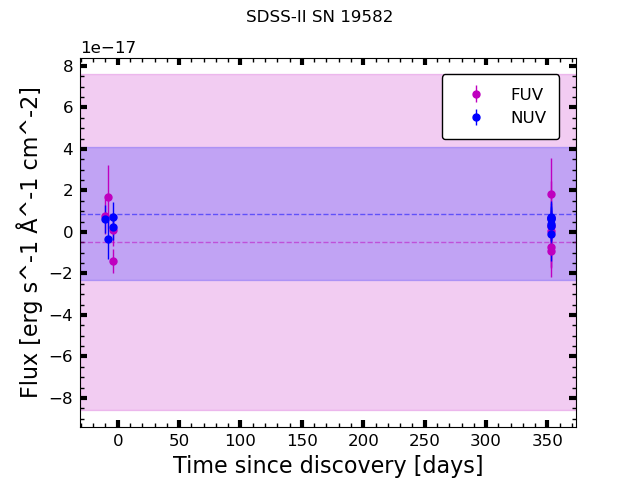 SDSS-II SN 19582
1e−17
8
6
4
2
0
−2
−4
−6
−8
Flux [erg s^-1 Å^-1 cm^-2]
FUV
NUV
0 50 100 150 200 250 300 350
Time since discovery [days]